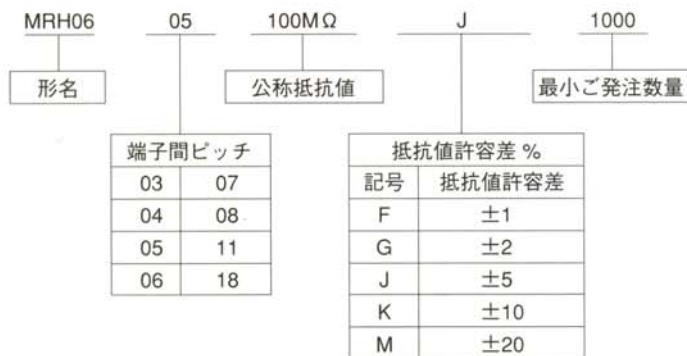 MRH06 05 100MΩ J 1000
形名 公称抵抗値 最小ご発注数量
端子間ピッチ
03 07
04 08
05 11
06 18
抵抗値許容差 %
記号 抵抗値許容差
F ±1
G ±2
J ±5
K ±10
M ±20